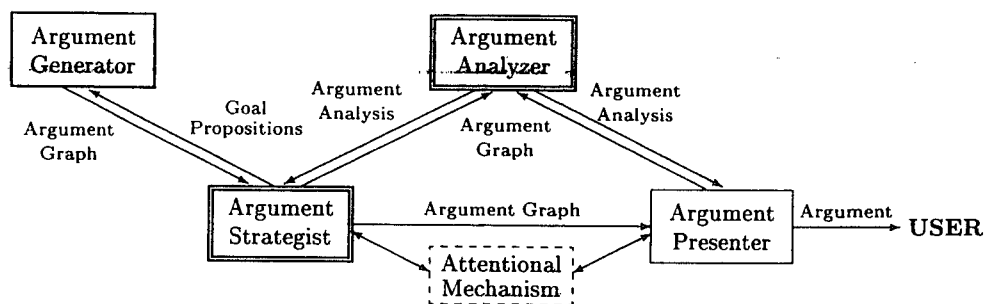 Argument
Generator
Argument
Analyzer
Argument
Analysis
Goal
Propositions
Argument
Graph
Argument
Graph
Argument
Analysis
Argument
Strategist
Argument Graph
Argument
Presenter
Argument
USER
Attentional
Mechanism